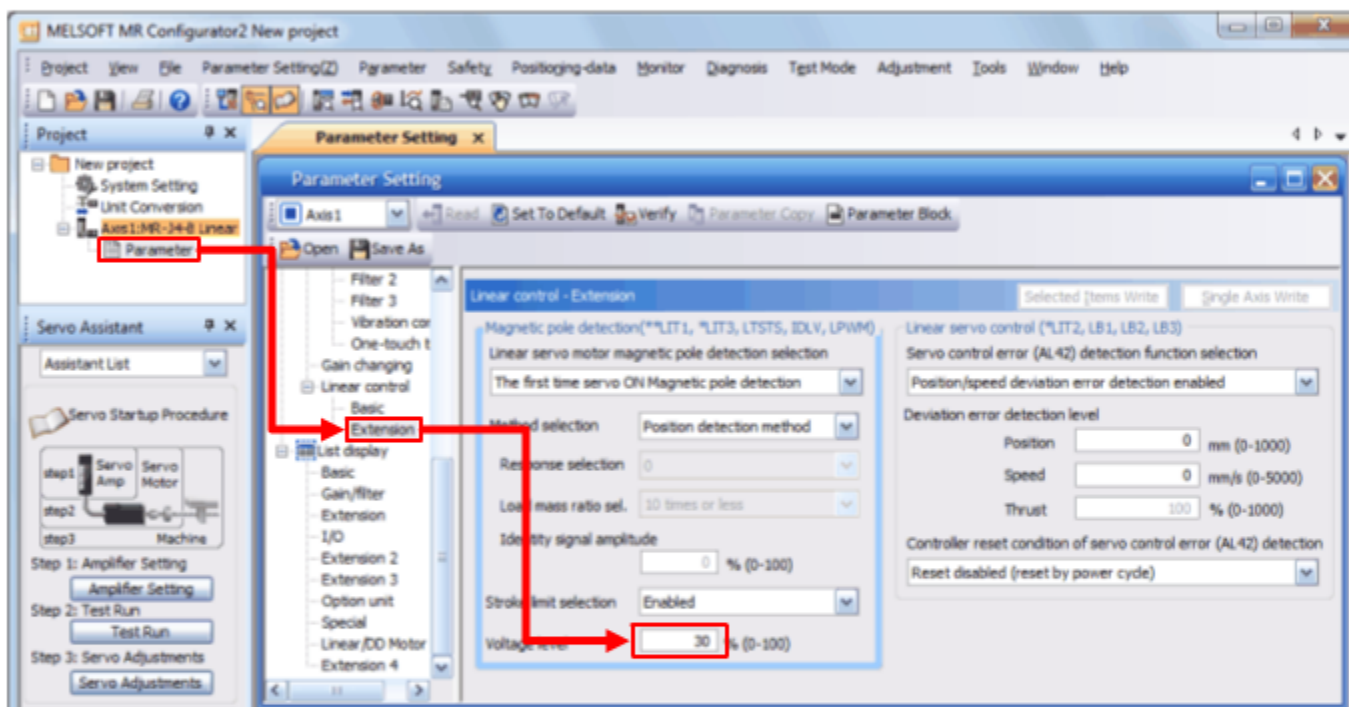 MELSOFT MR Configurator2 New project
Project View File Parameter Setting(Z) Parameter Safety Positioning-data Monitor Diagnosis Test Mode Adjustment Tools Window Help
Project
New project
System Setting
Unit Conversion
Axis1:MR-J4-B Linear
Parameter
Servo Assistant
Assistant List
Servo Startup Procedure
step1
Servo Amp
Servo Motor
step2
step3
Machine
Step 1: Amplifier Setting
Amplifier Setting
Step 2: Test Run
Test Run
Step 3: Servo Adjustments
Servo Adjustments
Parameter Setting
Parameter Setting
Axis1 Read Set To Default Verify Parameter Copy Parameter Block
Open Save As
Filter 2
Filter 3
Vibration cor
One-touch t
Gain changing
Linear control
Basic
Extension
List display
Basic
Gain/filter
Extension
I/O
Extension 2
Extension 3
Option unit
Special
Linear/DD Motor
Extension 4
Linear control - Extension
Selected Items Write Single Axis Write
Magnetic pole detection(**LIT1, *LIT3, LTSTS, IDLV, LPWM)
Linear servo motor magnetic pole detection selection
The first time servo ON Magnetic pole detection
Method selection Position detection method
Response selection 0
Load mass ratio sel. 10 times or less
Identity signal amplitude
0 % (0-100)
Stroke limit selection Enabled
Voltage level 30 % (0-100)
Linear servo control (*LIT2, LB1, LB2, LB3)
Servo control error (AL42) detection function selection
Position/speed deviation error detection enabled
Deviation error detection level
Position 0 mm (0-1000)
Speed 0 mm/s (0-5000)
Thrust 100 % (0-1000)
Controller reset condition of servo control error (AL42) detection
Reset disabled (reset by power cycle)